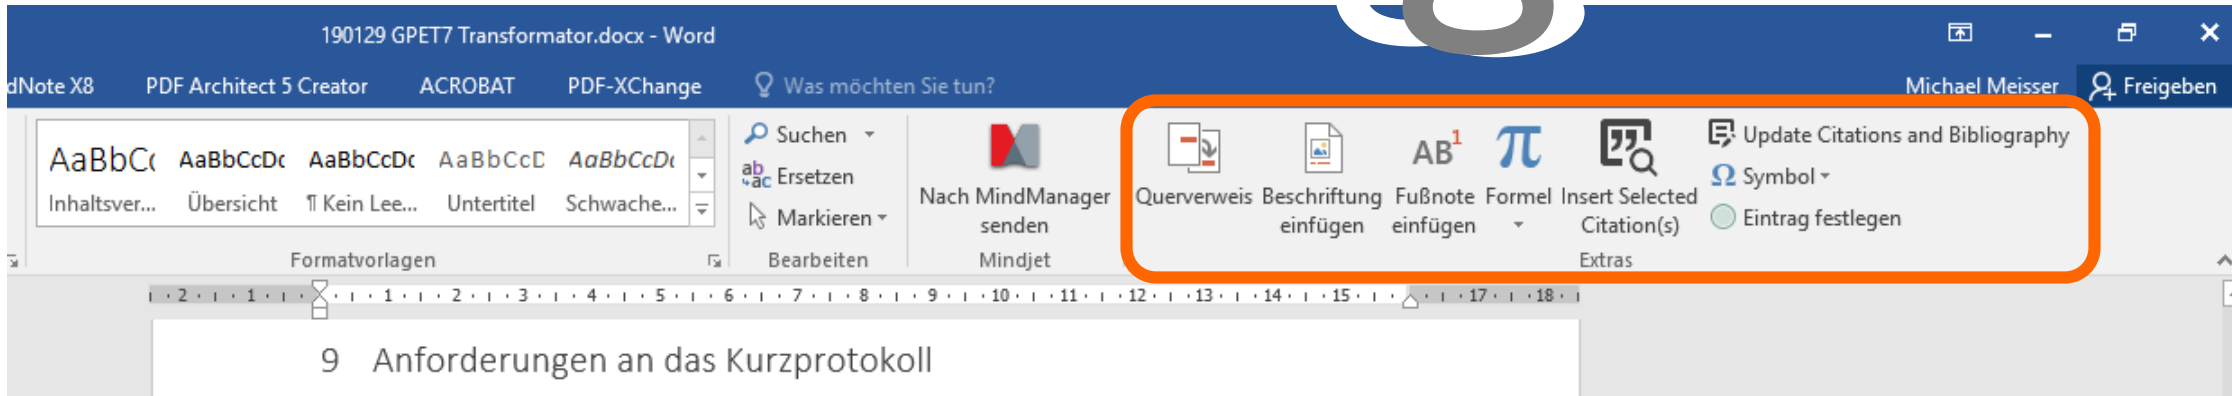 190129 GPET7 Transformator.docx - Word
dNote X8 PDF Architect 5 Creator ACROBAT PDF-XChange Was möchten Sie tun? Michael Meisser Freigeben
AaBbC AaBbCcDc AaBbCcDc AaBbCcD AaBbCcDc
Inhaltsver... Übersicht ¶ Kein Lee... Untertitel Schwache...
Formatvorlagen
Suchen
Ersetzen
Markieren
Bearbeiten
Nach MindManager
senden
Mindjet
Querverweis Beschriftung
einfügen
AB1 Fußnote
einfügen
π Formel
Insert Selected
Citation(s)
Update Citations and Bibliography
Ω Symbol
Eintrag festlegen
Extras
2 1 1 2 3 4 5 6 7 8 9 10 11 12 13 14 15 17 18
9 Anforderungen an das Kurzprotokoll